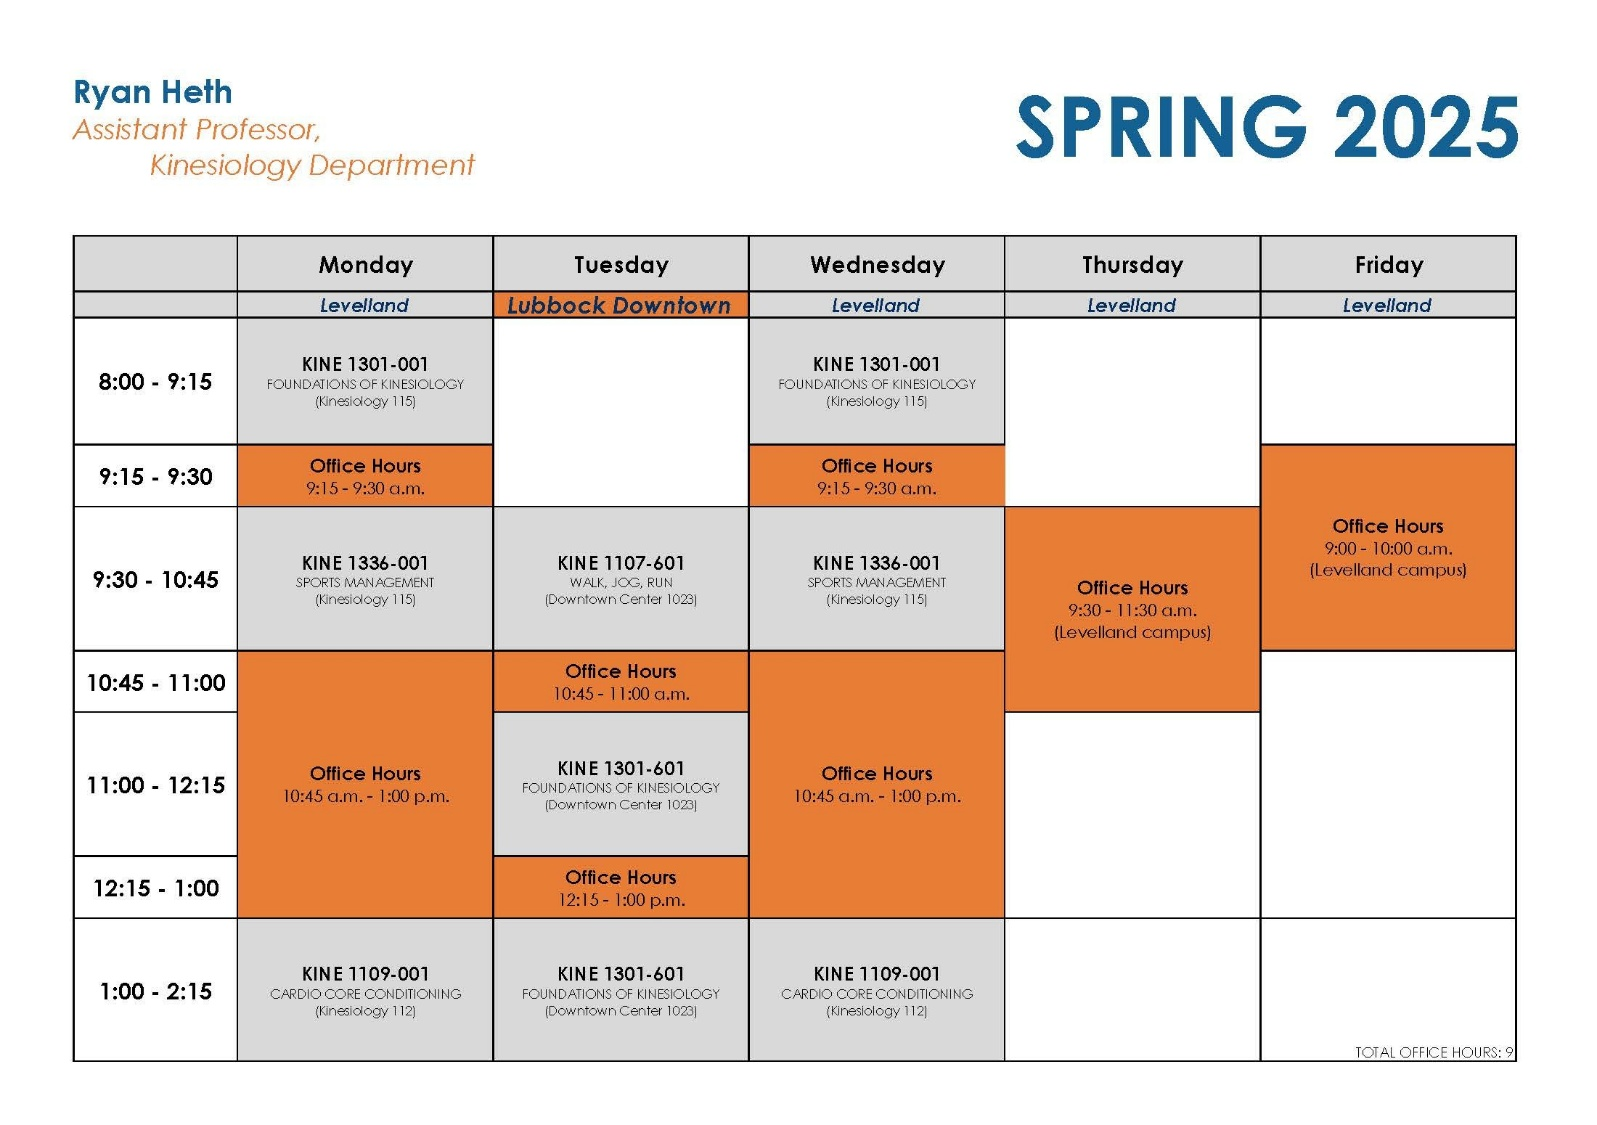 Ryan Heth
Assistant Professor,
Kinesiology Department
SPRING 2025
Monday Tuesday Wednesday Thursday Friday
Levelland Lubbock Downtown Levelland Levelland Levelland
8:00 - 9:15
KINE 1301-001
FOUNDATIONS OF KINESIOLOGY
(Kinesiology 115)
KINE 1301-001
FOUNDATIONS OF KINESIOLOGY
(Kinesiology 115)
9:15 - 9:30
Office Hours
9:15 - 9:30 a.m.
Office Hours
9:15 - 9:30 a.m.
Office Hours
9:00 - 10:00 a.m.
(Levelland campus)
9:30 - 10:45
KINE 1336-001
SPORTS MANAGEMENT
(Kinesiology 115)
KINE 1107-601
WALK, JOG, RUN
(Downtown Center 1023)
KINE 1336-001
SPORTS MANAGEMENT
(Kinesiology 115)
Office Hours
9:30 - 11:30 a.m.
(Levelland campus)
10:45 - 11:00
Office Hours
10:45 a.m. - 1:00 p.m.
Office Hours
10:45 - 11:00 a.m.
Office Hours
10:45 a.m. - 1:00 p.m.
11:00 - 12:15
KINE 1301-601
FOUNDATIONS OF KINESIOLOGY
(Downtown Center 1023)
12:15 - 1:00
Office Hours
12:15 - 1:00 p.m.
1:00 - 2:15
KINE 1109-001
CARDIO CORE CONDITIONING
(Kinesiology 112)
KINE 1301-601
FOUNDATIONS OF KINESIOLOGY
(Downtown Center 1023)
KINE 1109-001
CARDIO CORE CONDITIONING
(Kinesiology 112)
TOTAL OFFICE HOURS: 9